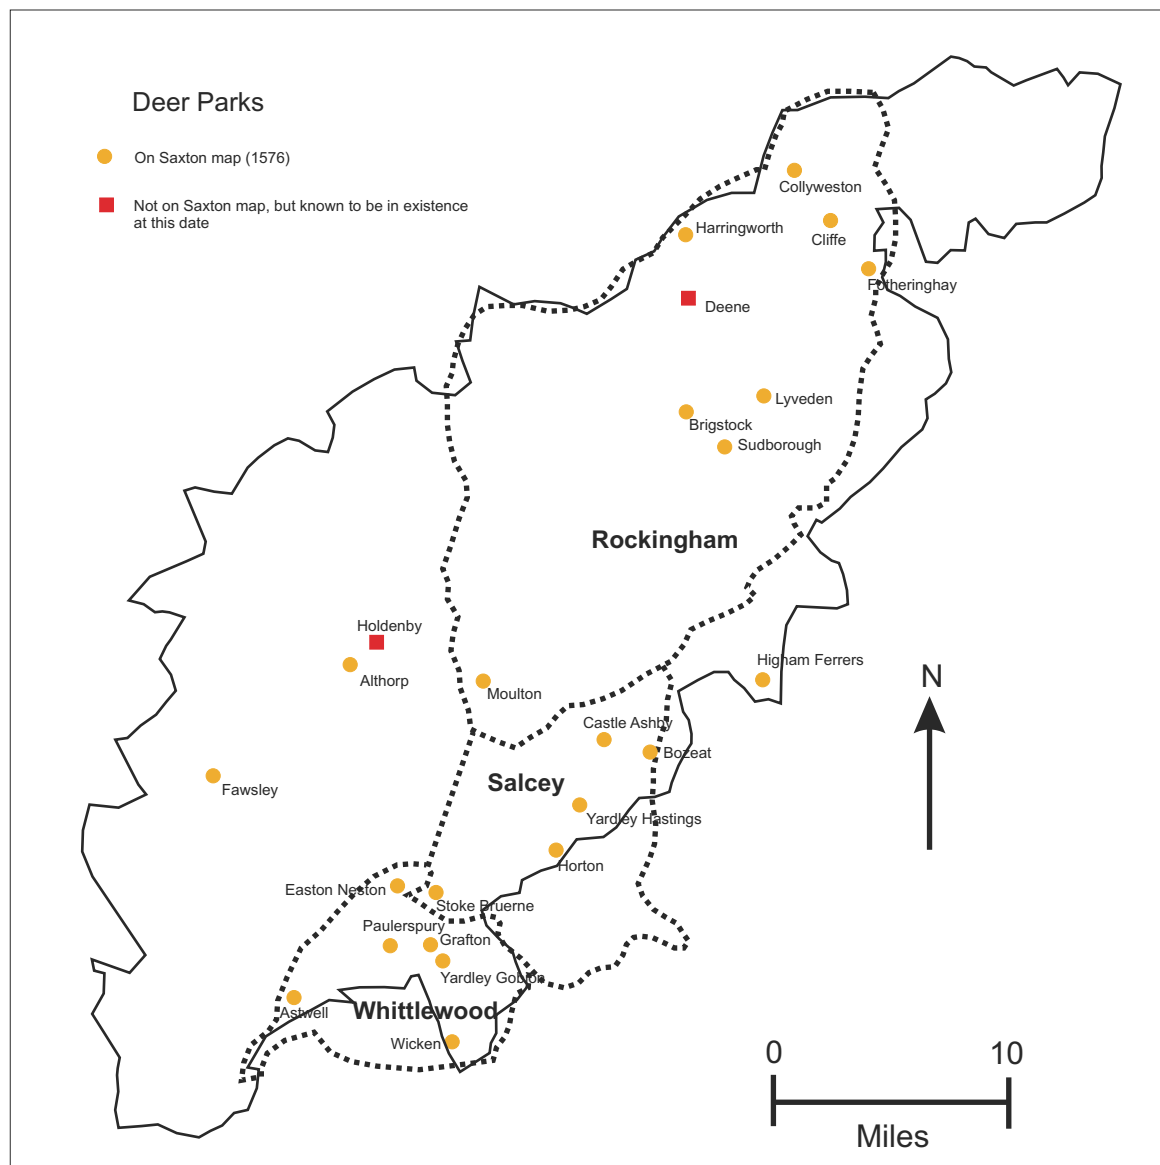 Deer Parks
On Saxton map (1576)
Not on Saxton map, but known to be in existence
at this date
Collyweston
Harringworth
Cliffe
Fotheringhay
Deene
Lyveden
Brigstock
Sudborough
Rockingham
Holdenby
Althorp
Moulton
Higham Ferrers
N
Castle Ashby
Bozeat
Salcey
Fawsley
Yardley Hastings
Horton
Easton Neston
Stoke Bruerne
Paulerspury
Grafton
Yardley Gobion
Astwell
Whittlewood
Wicken
0 10
Miles